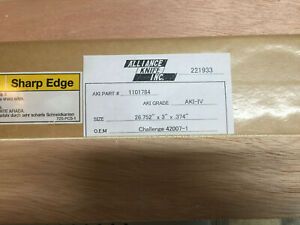 Sharp Edge
ALLIANCE
KNIFE
INC.
221933
AKI PART # 1101784
AKI GRADE AKI-IV
SIZE 26.752" x 3" x .374"
O.E.M Challenge 42007-1